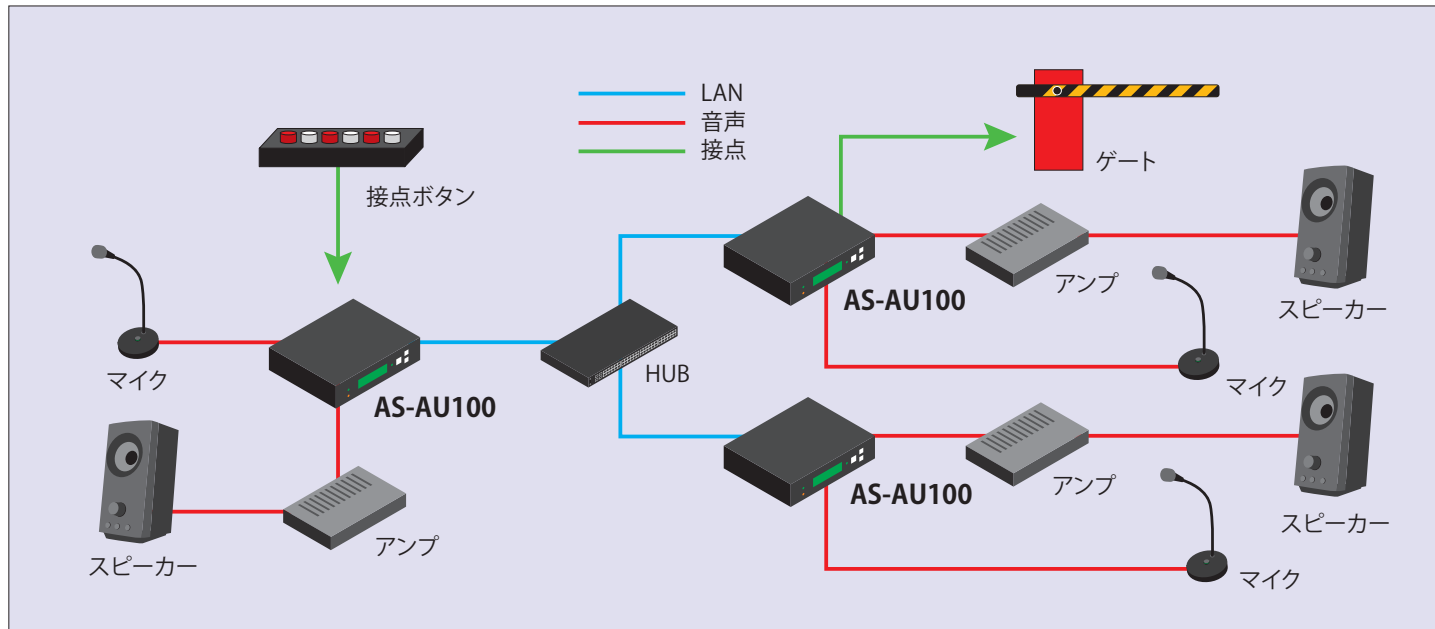 LAN
音声
接点
接点ボタン
ゲート
マイク
AS-AU100
スピーカー
アンプ
HUB
AS-AU100
アンプ
スピーカー
マイク
AS-AU100
アンプ
スピーカー
マイク